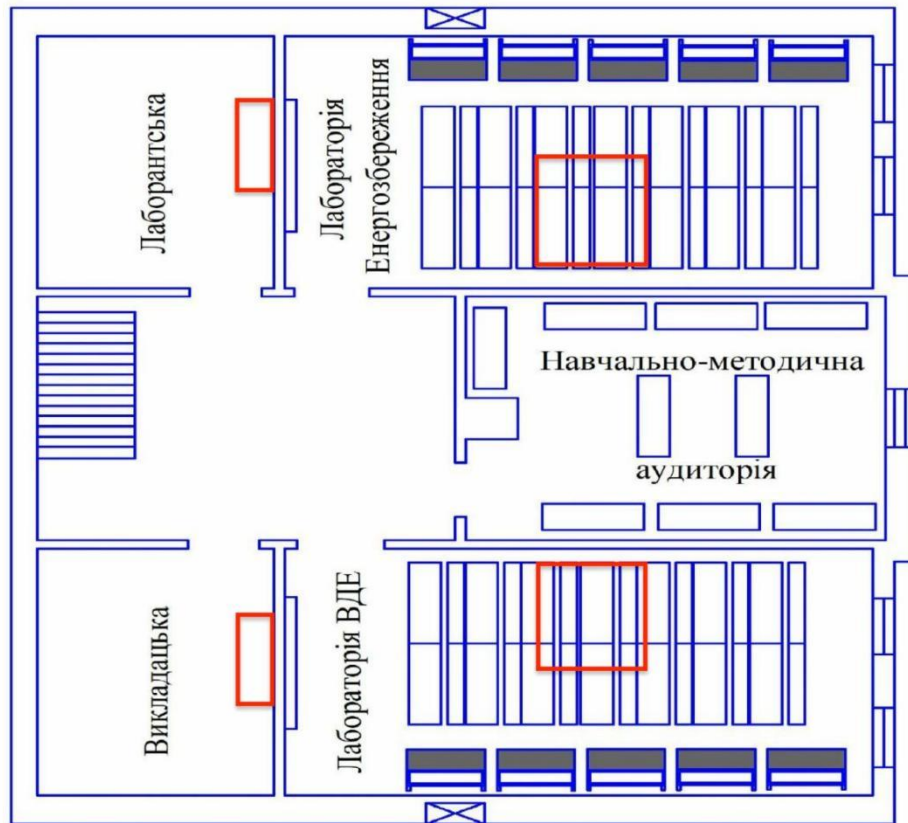 Лаборантська
Лабораторія
Енергозбереження
Навчально-методична
аудиторія
Викладацька
Лабораторія ВДЕ